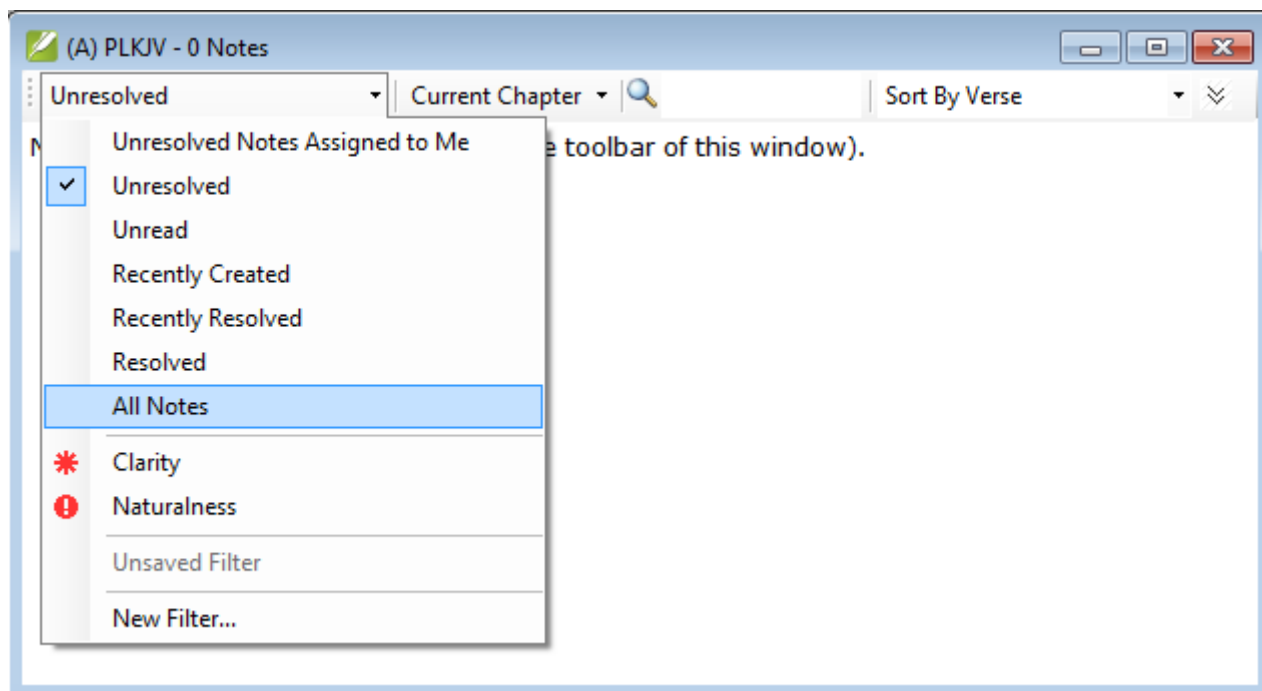 (A) PLKJV - 0 Notes
Unresolved Current Chapter Sort By Verse
toolbar of this window).
Unresolved Notes Assigned to Me
Unresolved
Unread
Recently Created
Recently Resolved
Resolved
All Notes
Clarity
Naturalness
Unsaved Filter
New Filter...